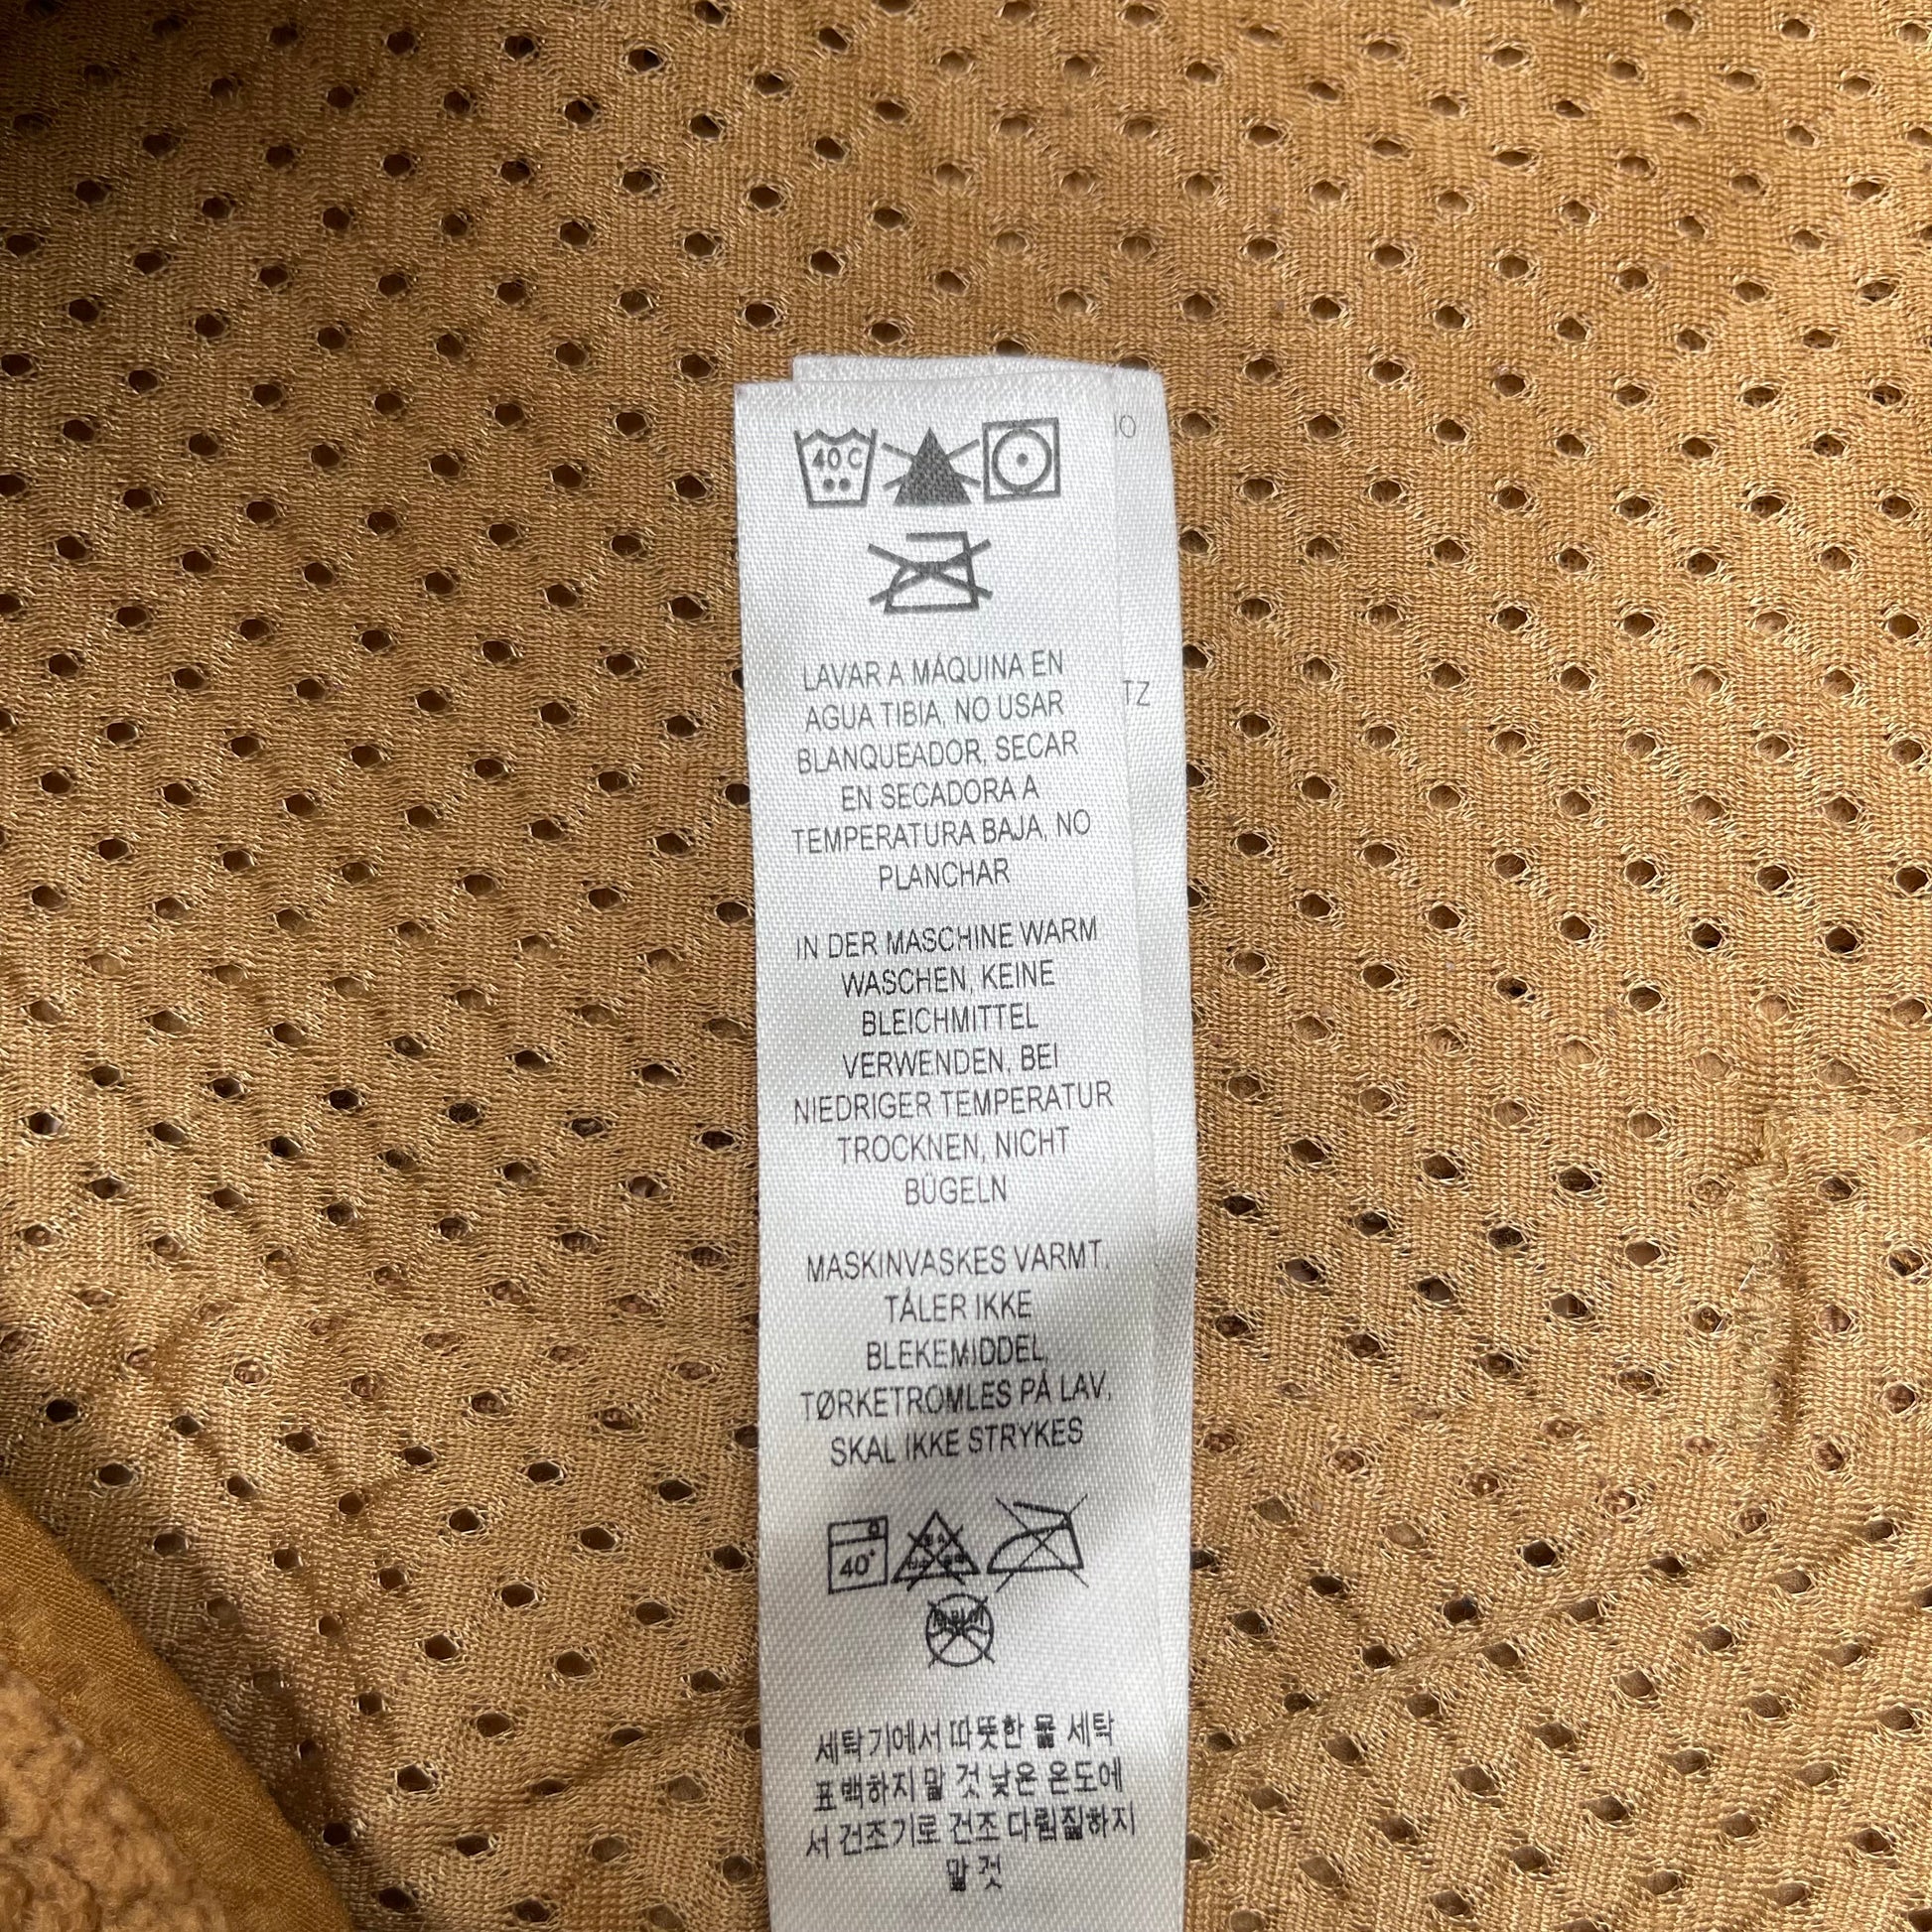 40 C
IO
LAVAR A MÁQUINA EN
AGUA TIBIA, NO USAR
BLANQUEADOR, SECAR
EN SECADORA A
TEMPERATURA BAJA, NO
PLANCHAR
TZ
IN DER MASCHINE WARM
WASCHEN, KEINE
BLEICHMITTEL
VERWENDEN, BEI
NIEDRIGER TEMPERATUR
TROCKNEN, NICHT
BÜGELN
MASKINVASKES VARMT,
TÅLER IKKE
BLEKEMIDDEL,
TØRKETROMLES PÅ LAV,
SKAL IKKE STRYKES
40°
세탁기에서 따뜻한 물 세탁
표백하지 말 것 낮은 온도에
서 건조기로 건조 다림질하지
말 것